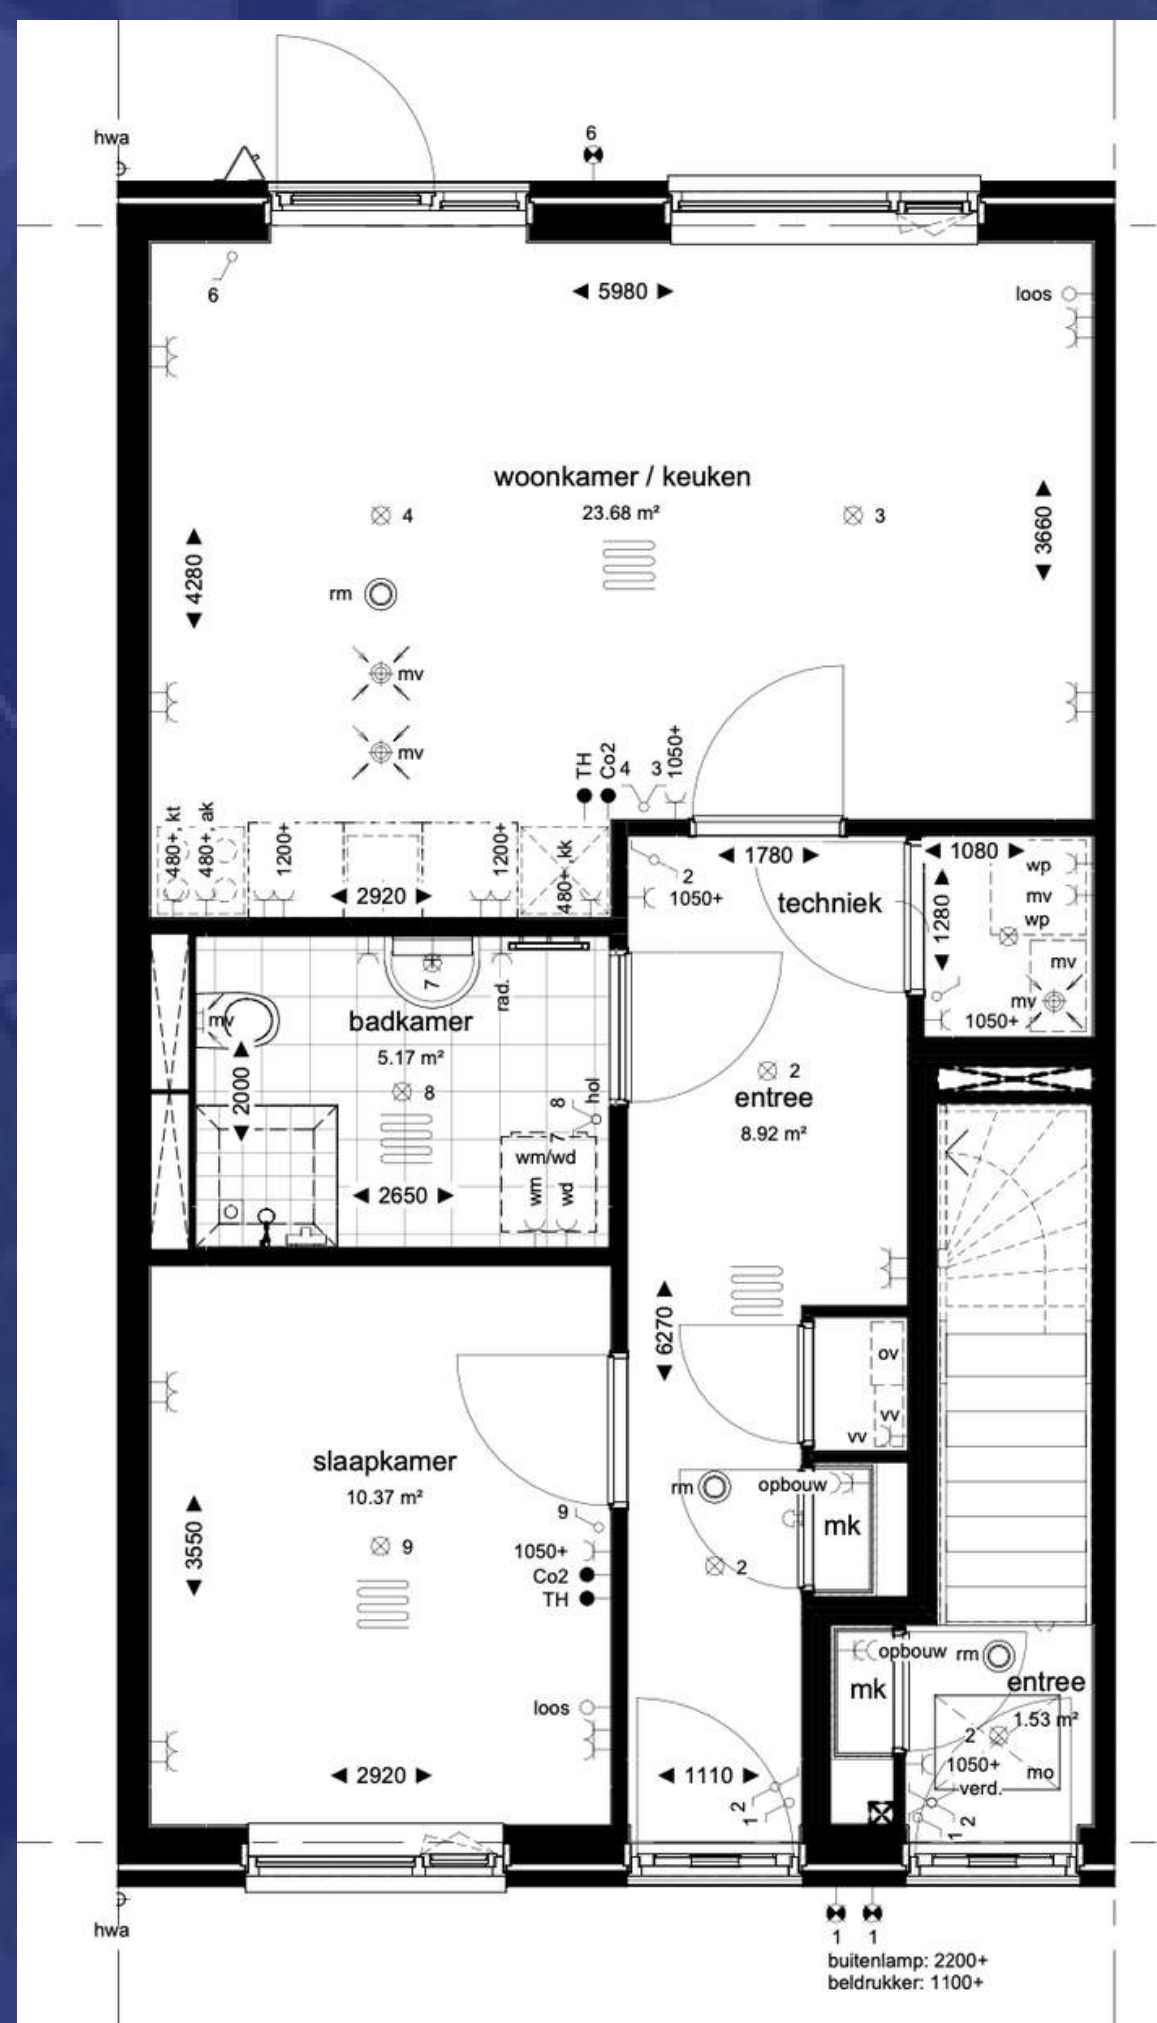 hwa
6
6
5980
loos
woonkamer / keuken
23.68 m²
4
3
3660
4280
rm
mv
mv
TH
Co2
4
3
1050+
480+, kt
480+, ak
1200+
1200+
480+, kk
2920
1780
2
1050+
techniek
1080
1280
wp
mv
wp
mv
mv
1050+
7
rad.
mv
badkamer
5.17 m²
2000
8
8
hol
7
wm/wd
wm
wd
2650
2
entree
8.92 m²
6270
ov
vv
vv
slaapkamer
10.37 m²
9
3550
9
1050+
Co2
TH
rm
opbouw
mk
2
opbouw
rm
mk
entree
1.53 m²
2
1050+
verd.
mo
loos
2920
1110
1
2
1
2
hwa
1
1
buitenlamp: 2200+
beldrukker: 1100+